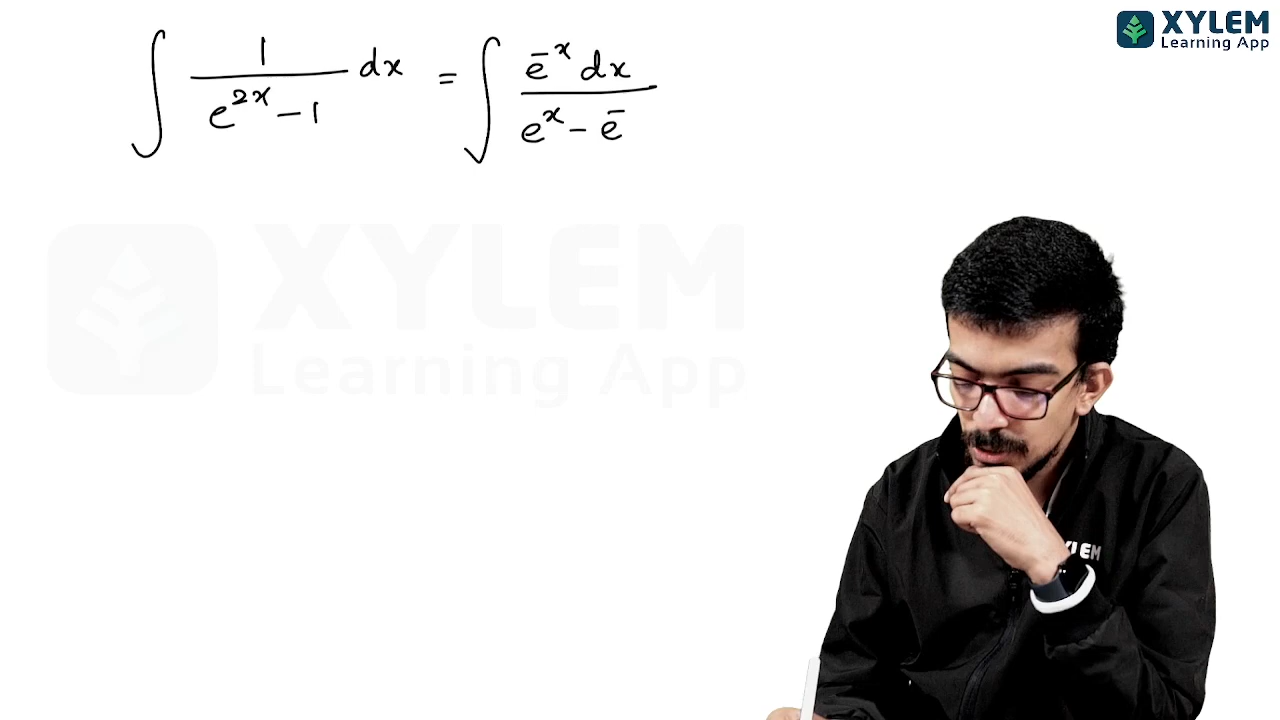 XYLEM
Learning App
∫ 1/(e^{2x} − 1) dx = ∫ (e^{-x} dx)/(e^x − e^-)
XYLEM
Learning App
XYLEM